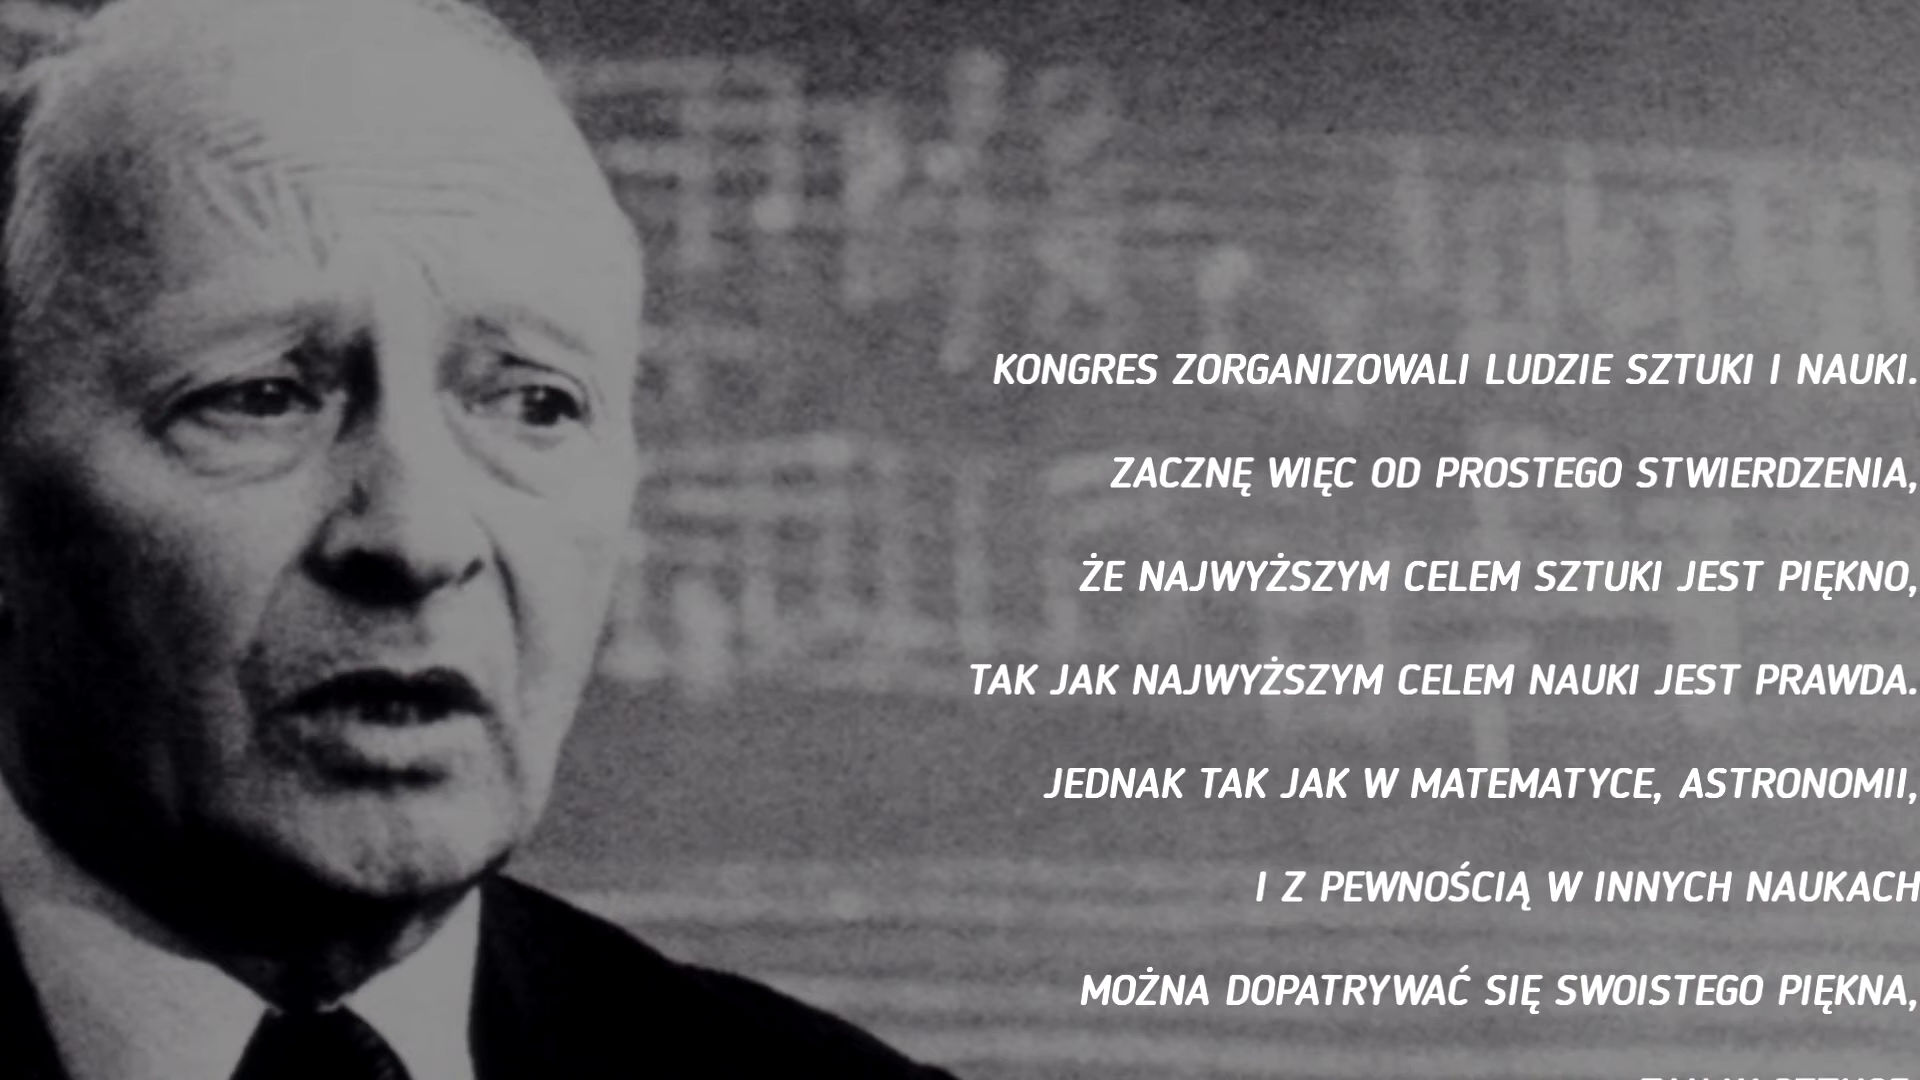 KONGRES ZORGANIZOWALI LUDZIE SZTUKI I NAUKI.
ZACZNĘ WIĘC OD PROSTEGO STWIERDZENIA,
ŻE NAJWYŻSZYM CELEM SZTUKI JEST PIĘKNO,
TAK JAK NAJWYŻSZYM CELEM NAUKI JEST PRAWDA.
JEDNAK TAK JAK W MATEMATYCE, ASTRONOMII,
I Z PEWNOŚCIĄ W INNYCH NAUKACH
MOŻNA DOPATRYWAĆ SIĘ SWOISTEGO PIĘKNA,